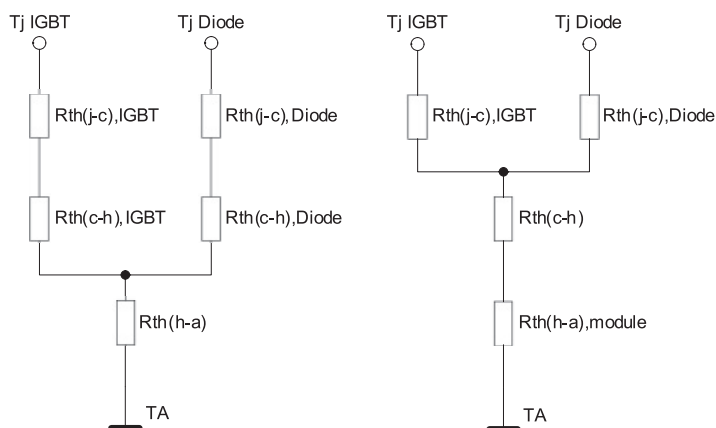 Tj IGBT
Tj Diode
Rth(j-c),IGBT
Rth(j-c),Diode
Rth(c-h),IGBT
Rth(c-h),Diode
Rth(h-a)
TA
Tj IGBT
Tj Diode
Rth(j-c),IGBT
Rth(j-c),Diode
Rth(c-h)
Rth(h-a),module
TA